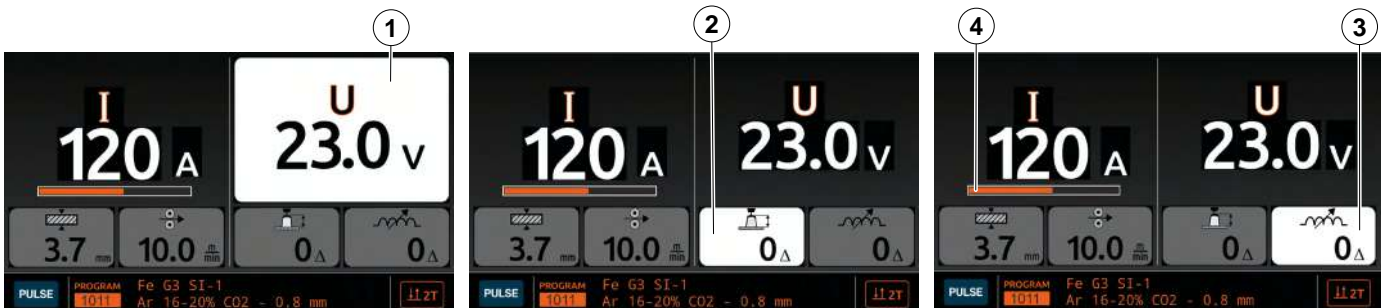 1
2
4
3
I
120 A
U
23.0 V
3.7 mm
10.0 m/min
0 Δ
0 Δ
PULSE
PROGRAM
1011
Fe G3 SI-1
Ar 16-20% CO2 - 0.8 mm
2T
I
120 A
U
23.0 V
3.7 mm
10.0 m/min
0 Δ
0 Δ
PULSE
PROGRAM
1011
Fe G3 SI-1
Ar 16-20% CO2 - 0.8 mm
2T
I
120 A
U
23.0 V
3.7 mm
10.0 m/min
0 Δ
0 Δ
PULSE
PROGRAM
1011
Fe G3 SI-1
Ar 16-20% CO2 - 0.8 mm
2T